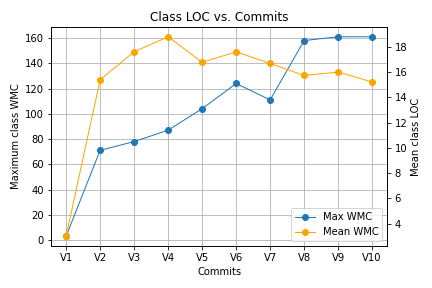 Class LOC vs. Commits
Maximum class WMC
160
140
120
100
80
60
40
20
0
18
16
14
12
10
8
6
4
Mean class LOC
Max WMC
Mean WMC
V1 V2 V3 V4 V5 V6 V7 V8 V9 V10
Commits